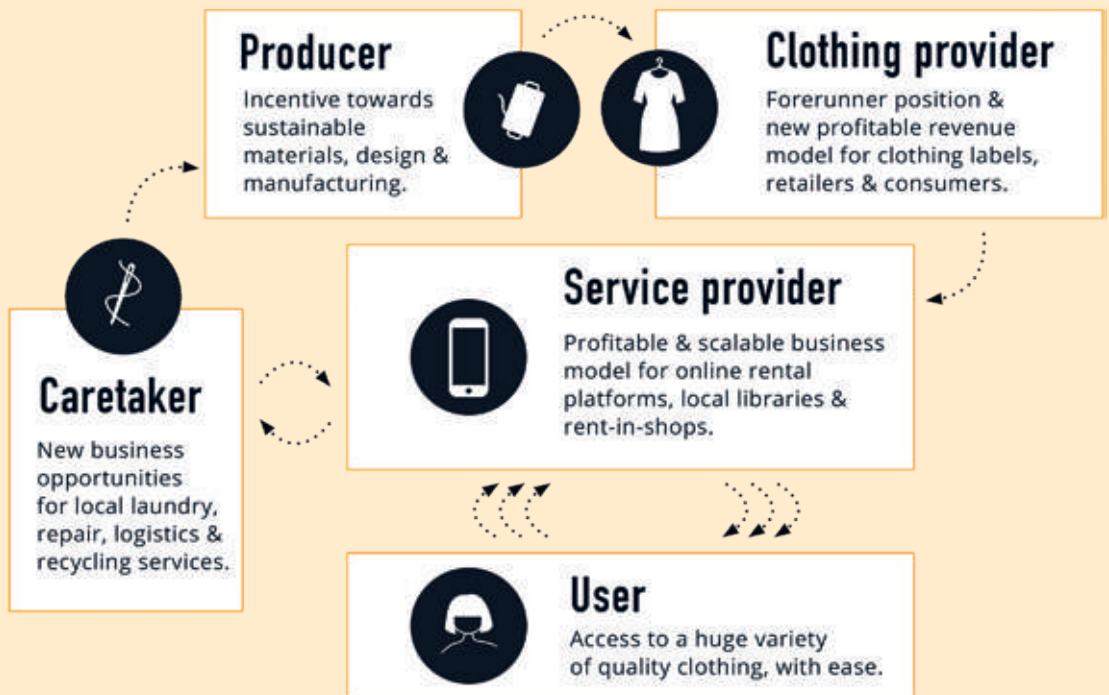 Producer
Incentive towards
sustainable
materials, design &
manufacturing.
Clothing provider
Forerunner position &
new profitable revenue
model for clothing labels,
retailers & consumers.
Service provider
Profitable & scalable business
model for online rental
platforms, local libraries &
rent-in-shops.
Caretaker
New business
opportunities
for local laundry,
repair, logistics &
recycling services.
User
Access to a huge variety
of quality clothing, with ease.